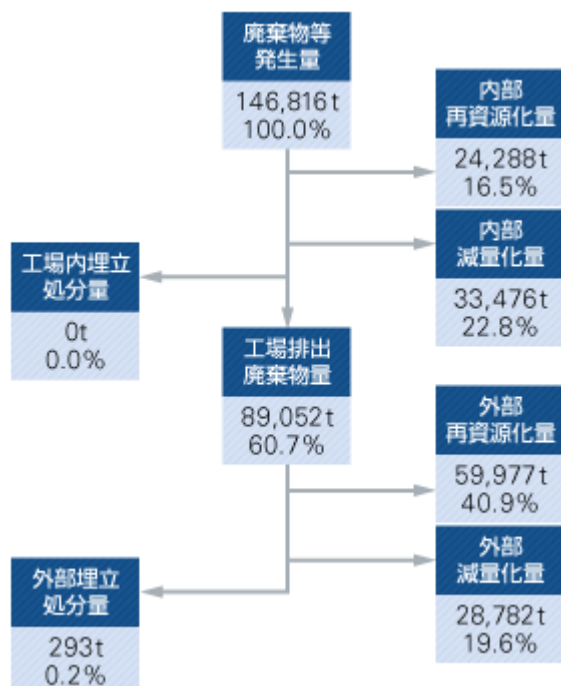 廃棄物等
発生量
146,816t
100.0%
内部
再資源化量
24,288t
16.5%
内部
減量化量
33,476t
22.8%
工場内埋立
処分量
0t
0.0%
工場排出
廃棄物量
89,052t
60.7%
外部
再資源化量
59,977t
40.9%
外部
減量化量
28,782t
19.6%
外部埋立
処分量
293t
0.2%